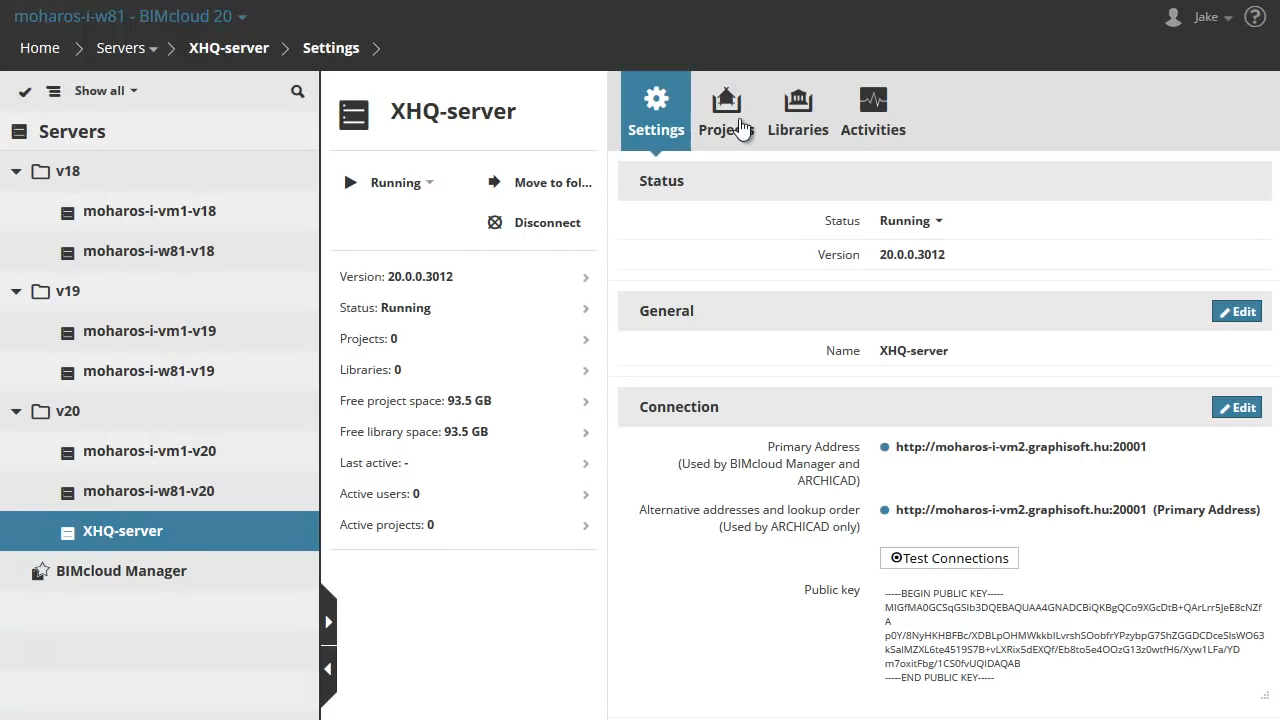 moharos-i-w81 - BIMcloud 20
Jake
Home
Servers
XHQ-server
Settings
Show all
Servers
v18
moharos-i-vm1-v18
moharos-i-w81-v18
v19
moharos-i-vm1-v19
moharos-i-w81-v19
v20
moharos-i-vm1-v20
moharos-i-w81-v20
XHQ-server
BIMcloud Manager
XHQ-server
Running
Move to fol...
Disconnect
Version: 20.0.0.3012
Status: Running
Projects: 0
Libraries: 0
Free project space: 93.5 GB
Free library space: 93.5 GB
Last active: -
Active users: 0
Active projects: 0
Settings
Projects
Libraries
Activities
Status
Status Running
Version 20.0.0.3012
General
Edit
Name XHQ-server
Connection
Edit
Primary Address
(Used by BIMcloud Manager and
ARCHICAD)
http://moharos-i-vm2.graphisoft.hu:20001
Alternative addresses and lookup order
(Used by ARCHICAD only)
http://moharos-i-vm2.graphisoft.hu:20001 (Primary Address)
Test Connections
Public key
-----BEGIN PUBLIC KEY-----
-----END PUBLIC KEY-----